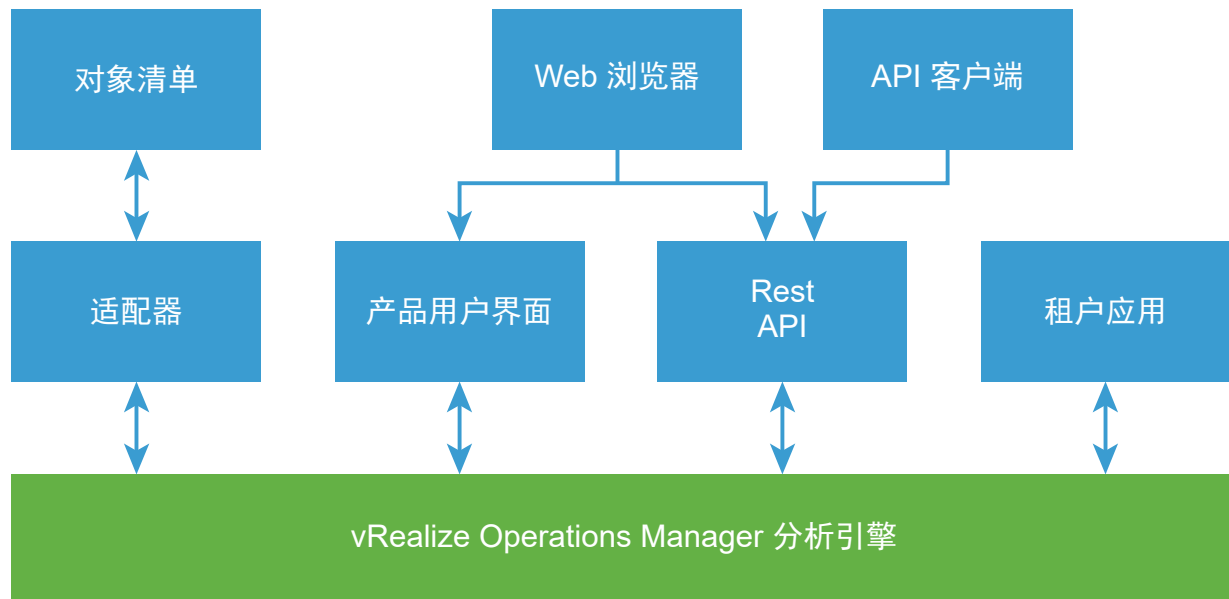 对象清单
Web 浏览器
API 客户端
适配器
产品用户界面
Rest
API
租户应用
vRealize Operations Manager 分析引擎